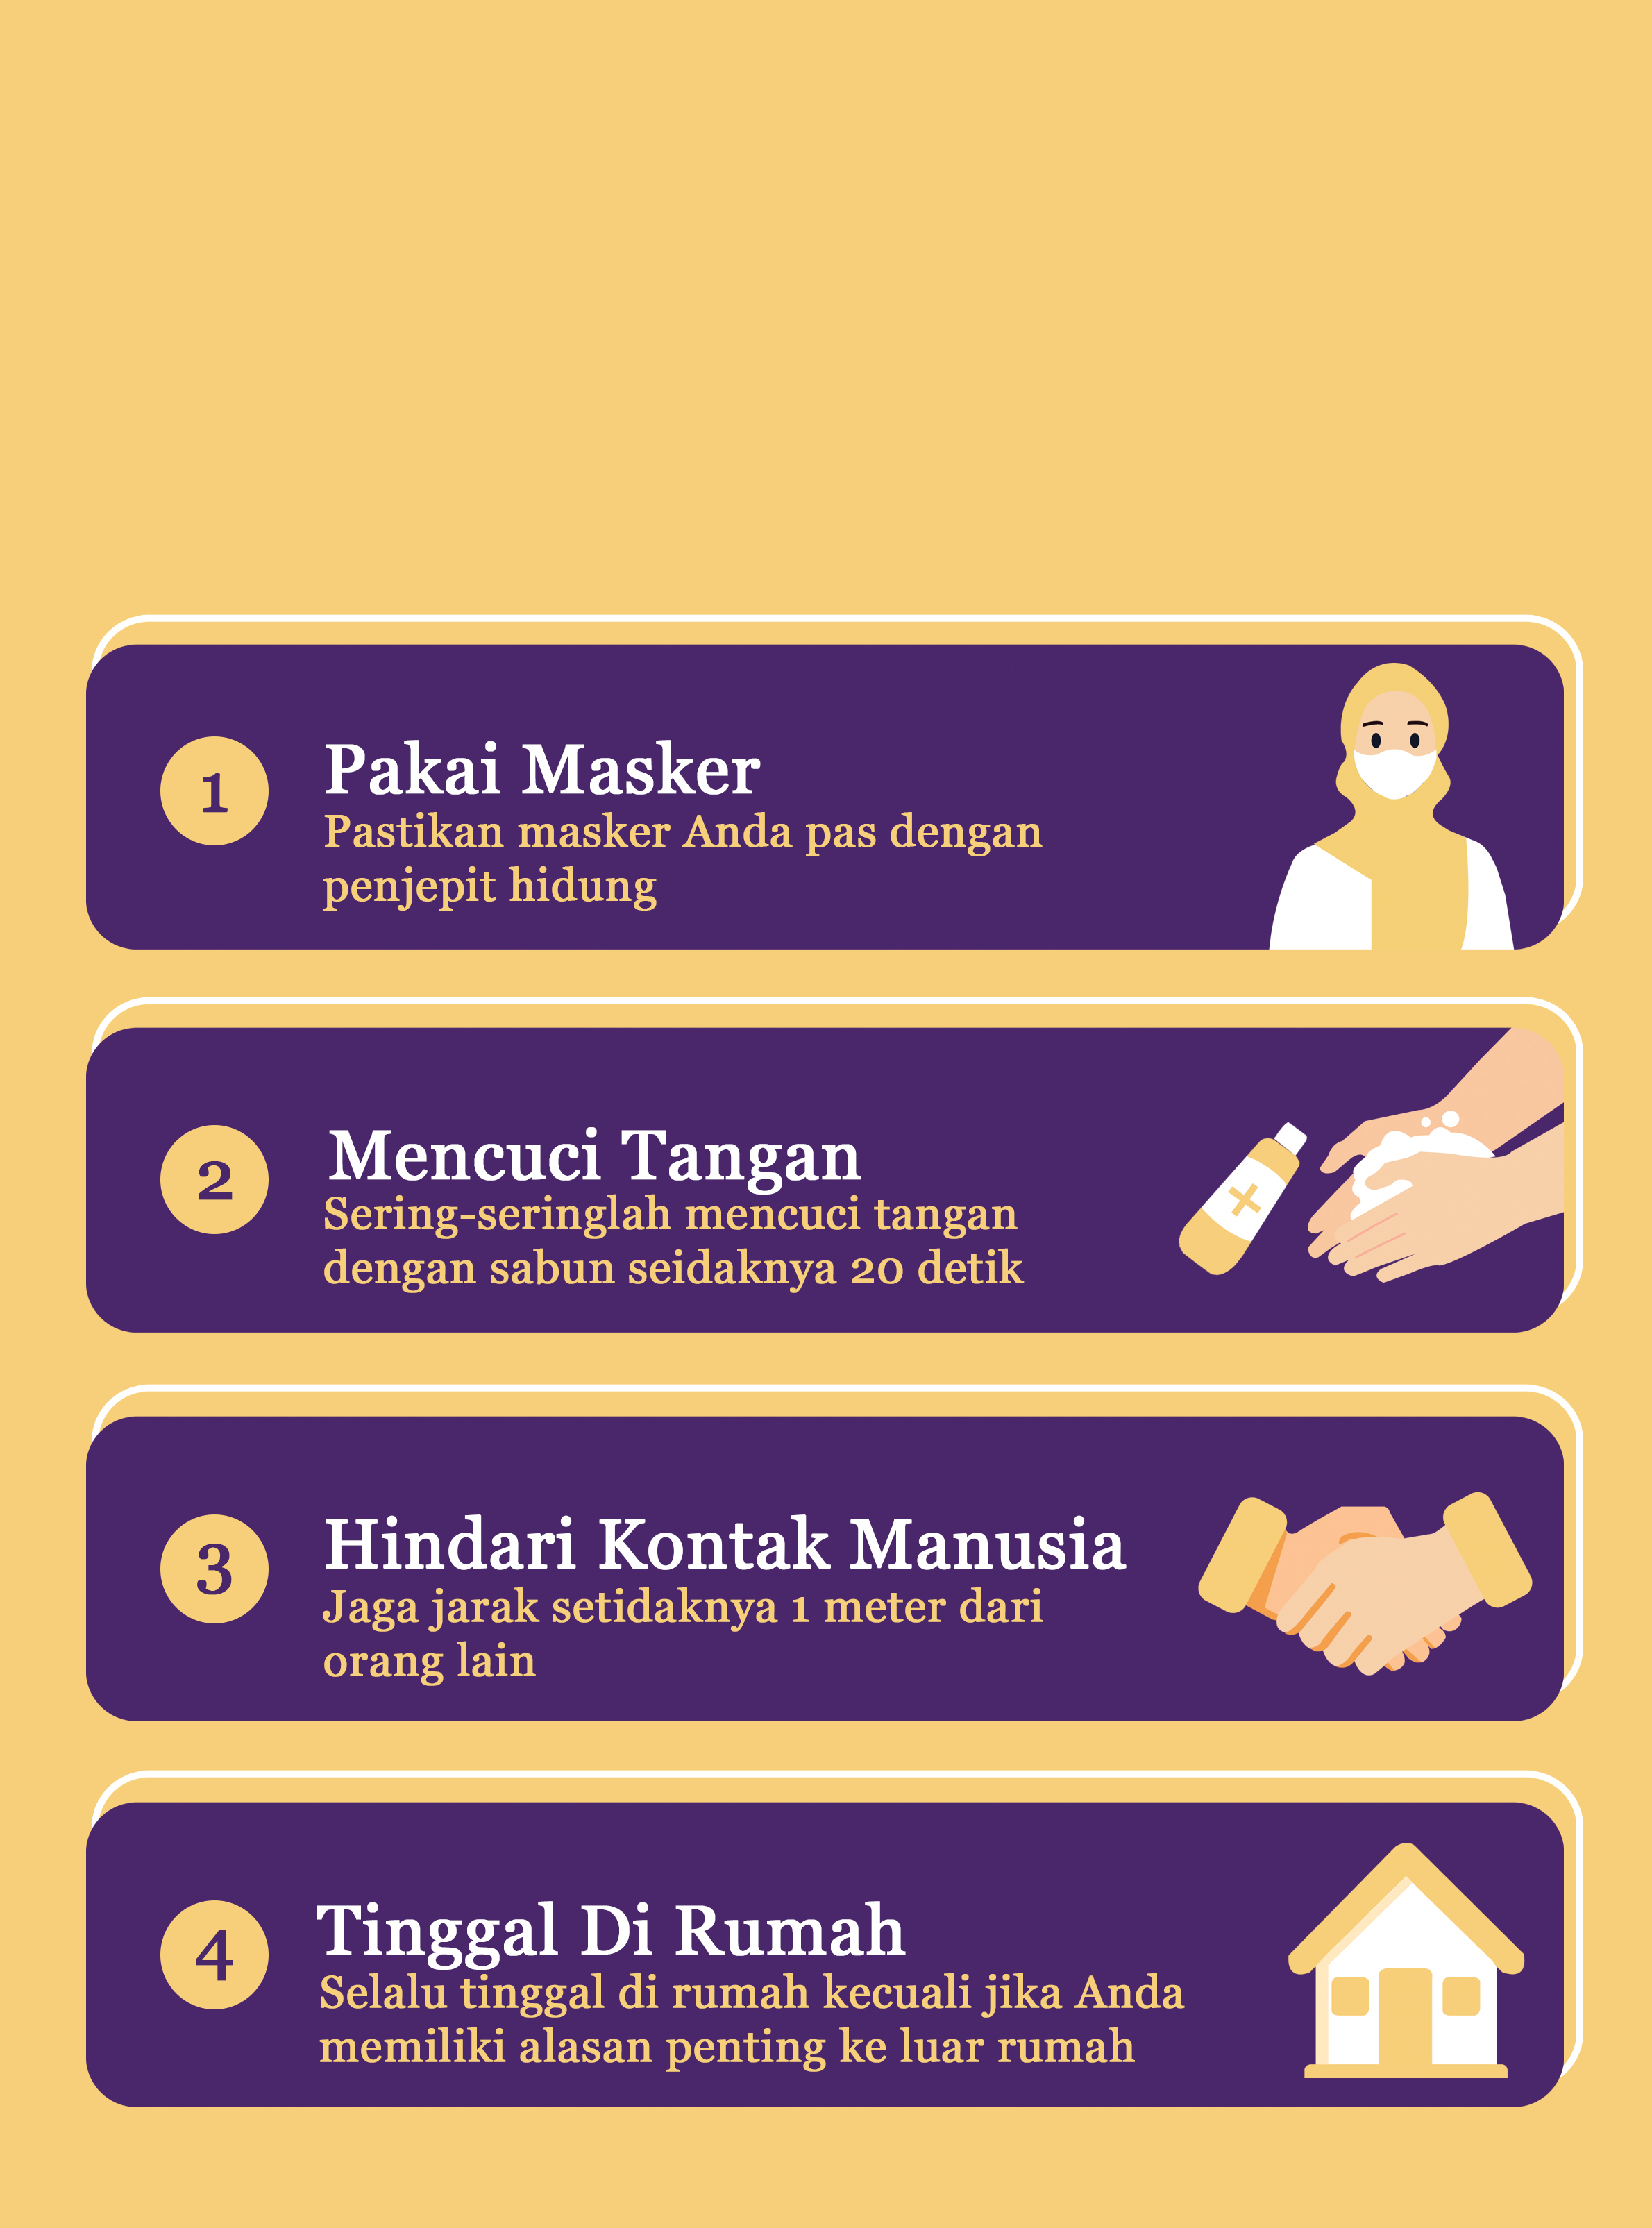 1
Pakai Masker
Pastikan masker Anda pas dengan
penjepit hidung
2
Mencuci Tangan
Sering-seringlah mencuci tangan
dengan sabun seidaknya 20 detik
3
Hindari Kontak Manusia
Jaga jarak setidaknya 1 meter dari
orang lain
4
Tinggal Di Rumah
Selalu tinggal di rumah kecuali jika Anda
memiliki alasan penting ke luar rumah